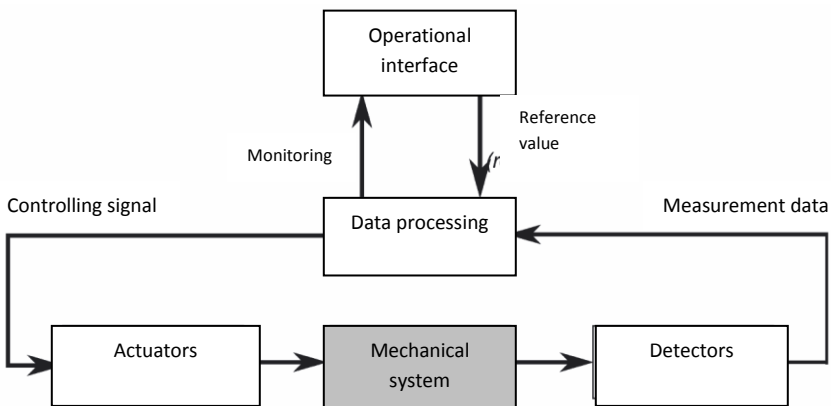 Operational
interface
Reference
value
Monitoring
Controlling signal
Data processing
Measurement data
Actuators
Mechanical
system
Detectors